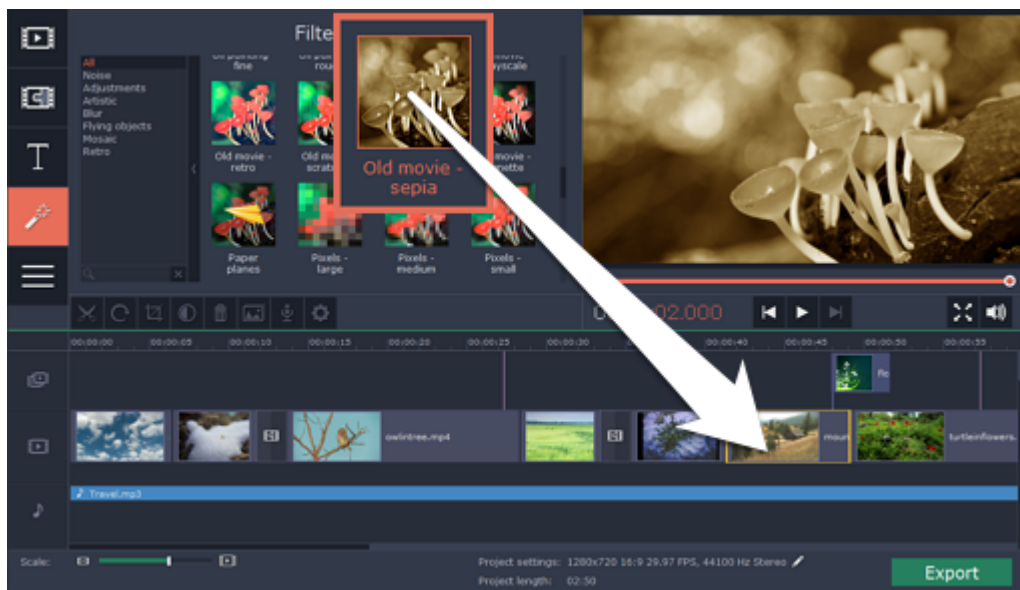 Filte
All
Noise
Adjustments
Artistic
Blur
Flying objects
Mosaic
Retro
fine
Old movie -
retro
Old movie -
sepia
Paper
planes
Pixels -
large
Pixels -
medium
Pixels -
small
T
02.000
00:00:00 00:00:05 00:00:10 00:00:15 00:00:20 00:00:25 00:00:30 00:00:40 00:00:45 00:00:50 00:00:55
flo
owlintree.mp4
moun
turtleinflowers.
Travel.mp3
Scale:
Project settings: 1280x720 16:9 29.97 FPS, 44100 Hz Stereo
Project length: 02:50
Export